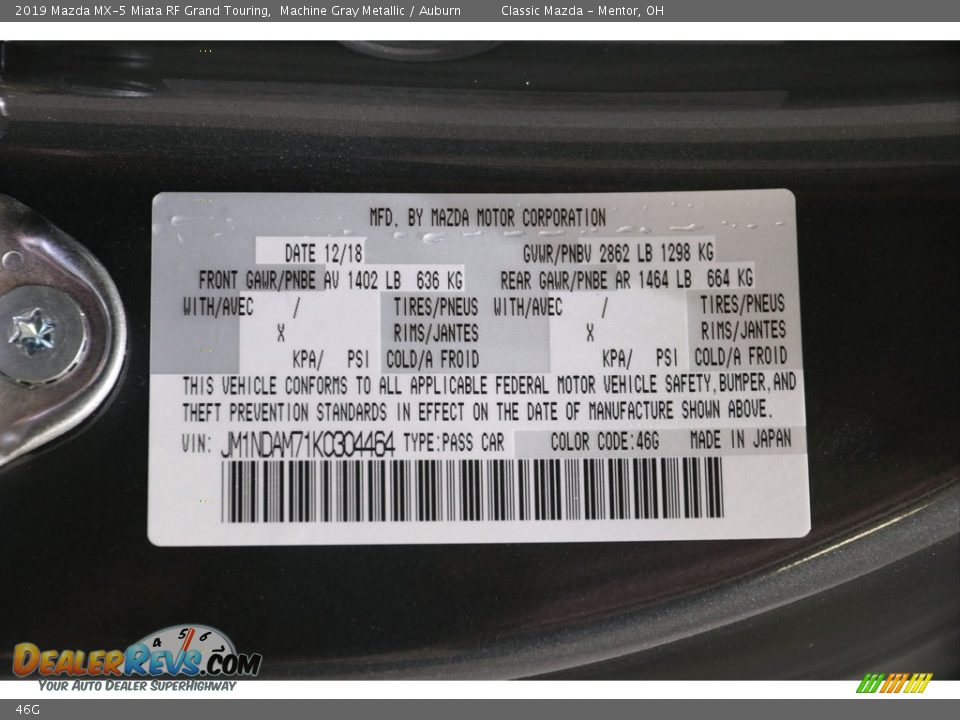 2019 Mazda MX-5 Miata RF Grand Touring, Machine Gray Metallic / Auburn Classic Mazda - Mentor, OH
MFD. BY MAZDA MOTOR CORPORATION
DATE 12/18 GVWR/PNBV 2862 LB 1298 KG
FRONT GAWR/PNBE AV 1402 LB 636 KG REAR GAWR/PNBE AR 1464 LB 664 KG
WITH/AVEC / TIRES/PNEUS WITH/AVEC / TIRES/PNEUS
X RIMS/JANTES X RIMS/JANTES
KPA/ PSI COLD/A FROID KPA/ PSI COLD/A FROID
THIS VEHICLE CONFORMS TO ALL APPLICABLE FEDERAL MOTOR VEHICLE SAFETY,BUMPER,AND
THEFT PREVENTION STANDARDS IN EFFECT ON THE DATE OF MANUFACTURE SHOWN ABOVE.
VIN: JM1NDAM71K0304464 TYPE:PASS CAR COLOR CODE:46G MADE IN JAPAN
4 5 6
DEALERREVS.COM
YOUR AUTO DEALER SUPERHIGHWAY
46G